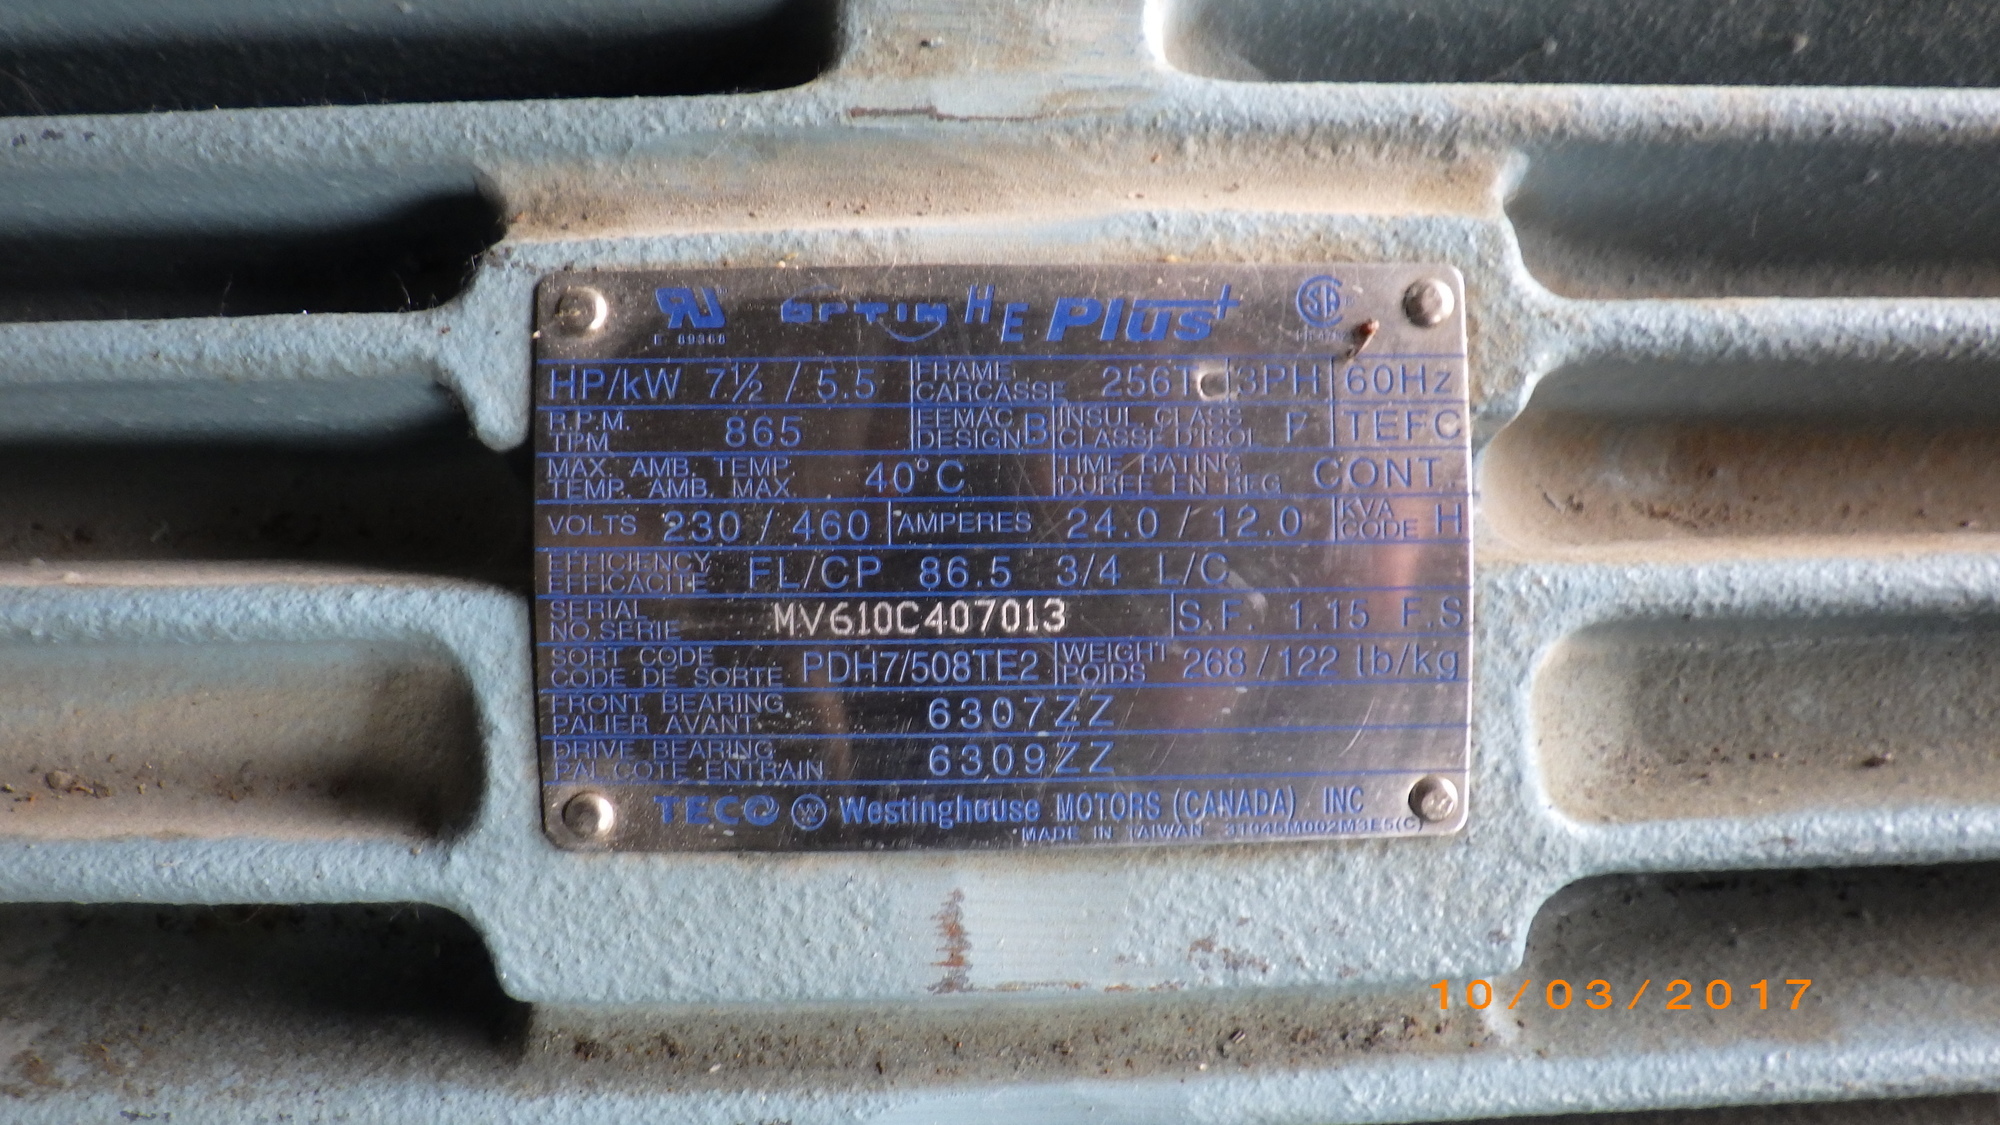 E 89368 OPTIM HE Plus+
HP/kW 7½ / 5.5 FRAME CARCASSE 256T 3PH 60Hz
R.P.M. TPM 865 EEMAC DESIGN B INSUL. CLASS CLASSE D'ISOL F TEFC
MAX. AMB. TEMP. TEMP. AMB. MAX. 40°C TIME RATING DUREE EN REG. CONT.
VOLTS 230 / 460 AMPERES 24.0 / 12.0 KVA CODE H
EFFICIENCY EFFICACITE FL/CP 86.5 3/4 L/C
SERIAL NO.SERIE MV610C407013 S.F. 1.15 F.S
SORT CODE CODE DE SORTE PDH7/508TE2 WEIGHT POIDS 268/122 lb/kg
FRONT BEARING PALIER AVANT 6307ZZ
DRIVE BEARING PAL.COTE ENTRAIN 6309ZZ
TECO Westinghouse MOTORS (CANADA) INC
MADE IN TAIWAN 3T045M002M3E5(C)
10/03/2017